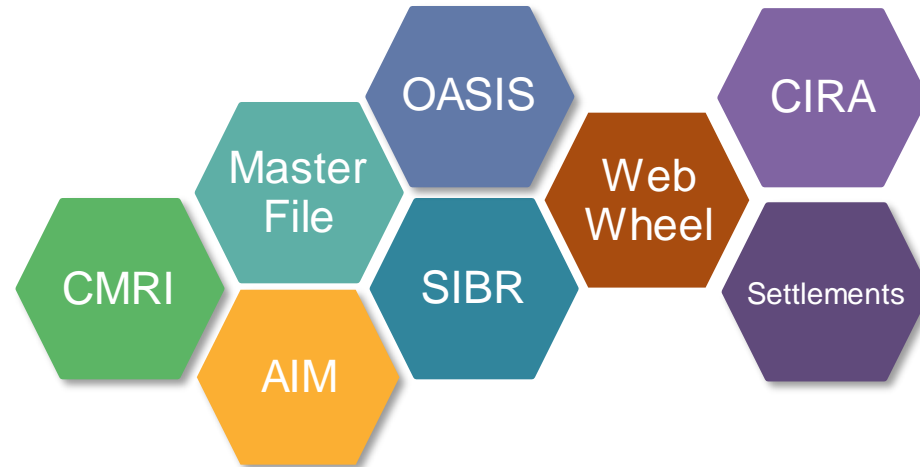 OASIS
CIRA
Master
File
Web
Wheel
CMRI
SIBR
Settlements
AIM